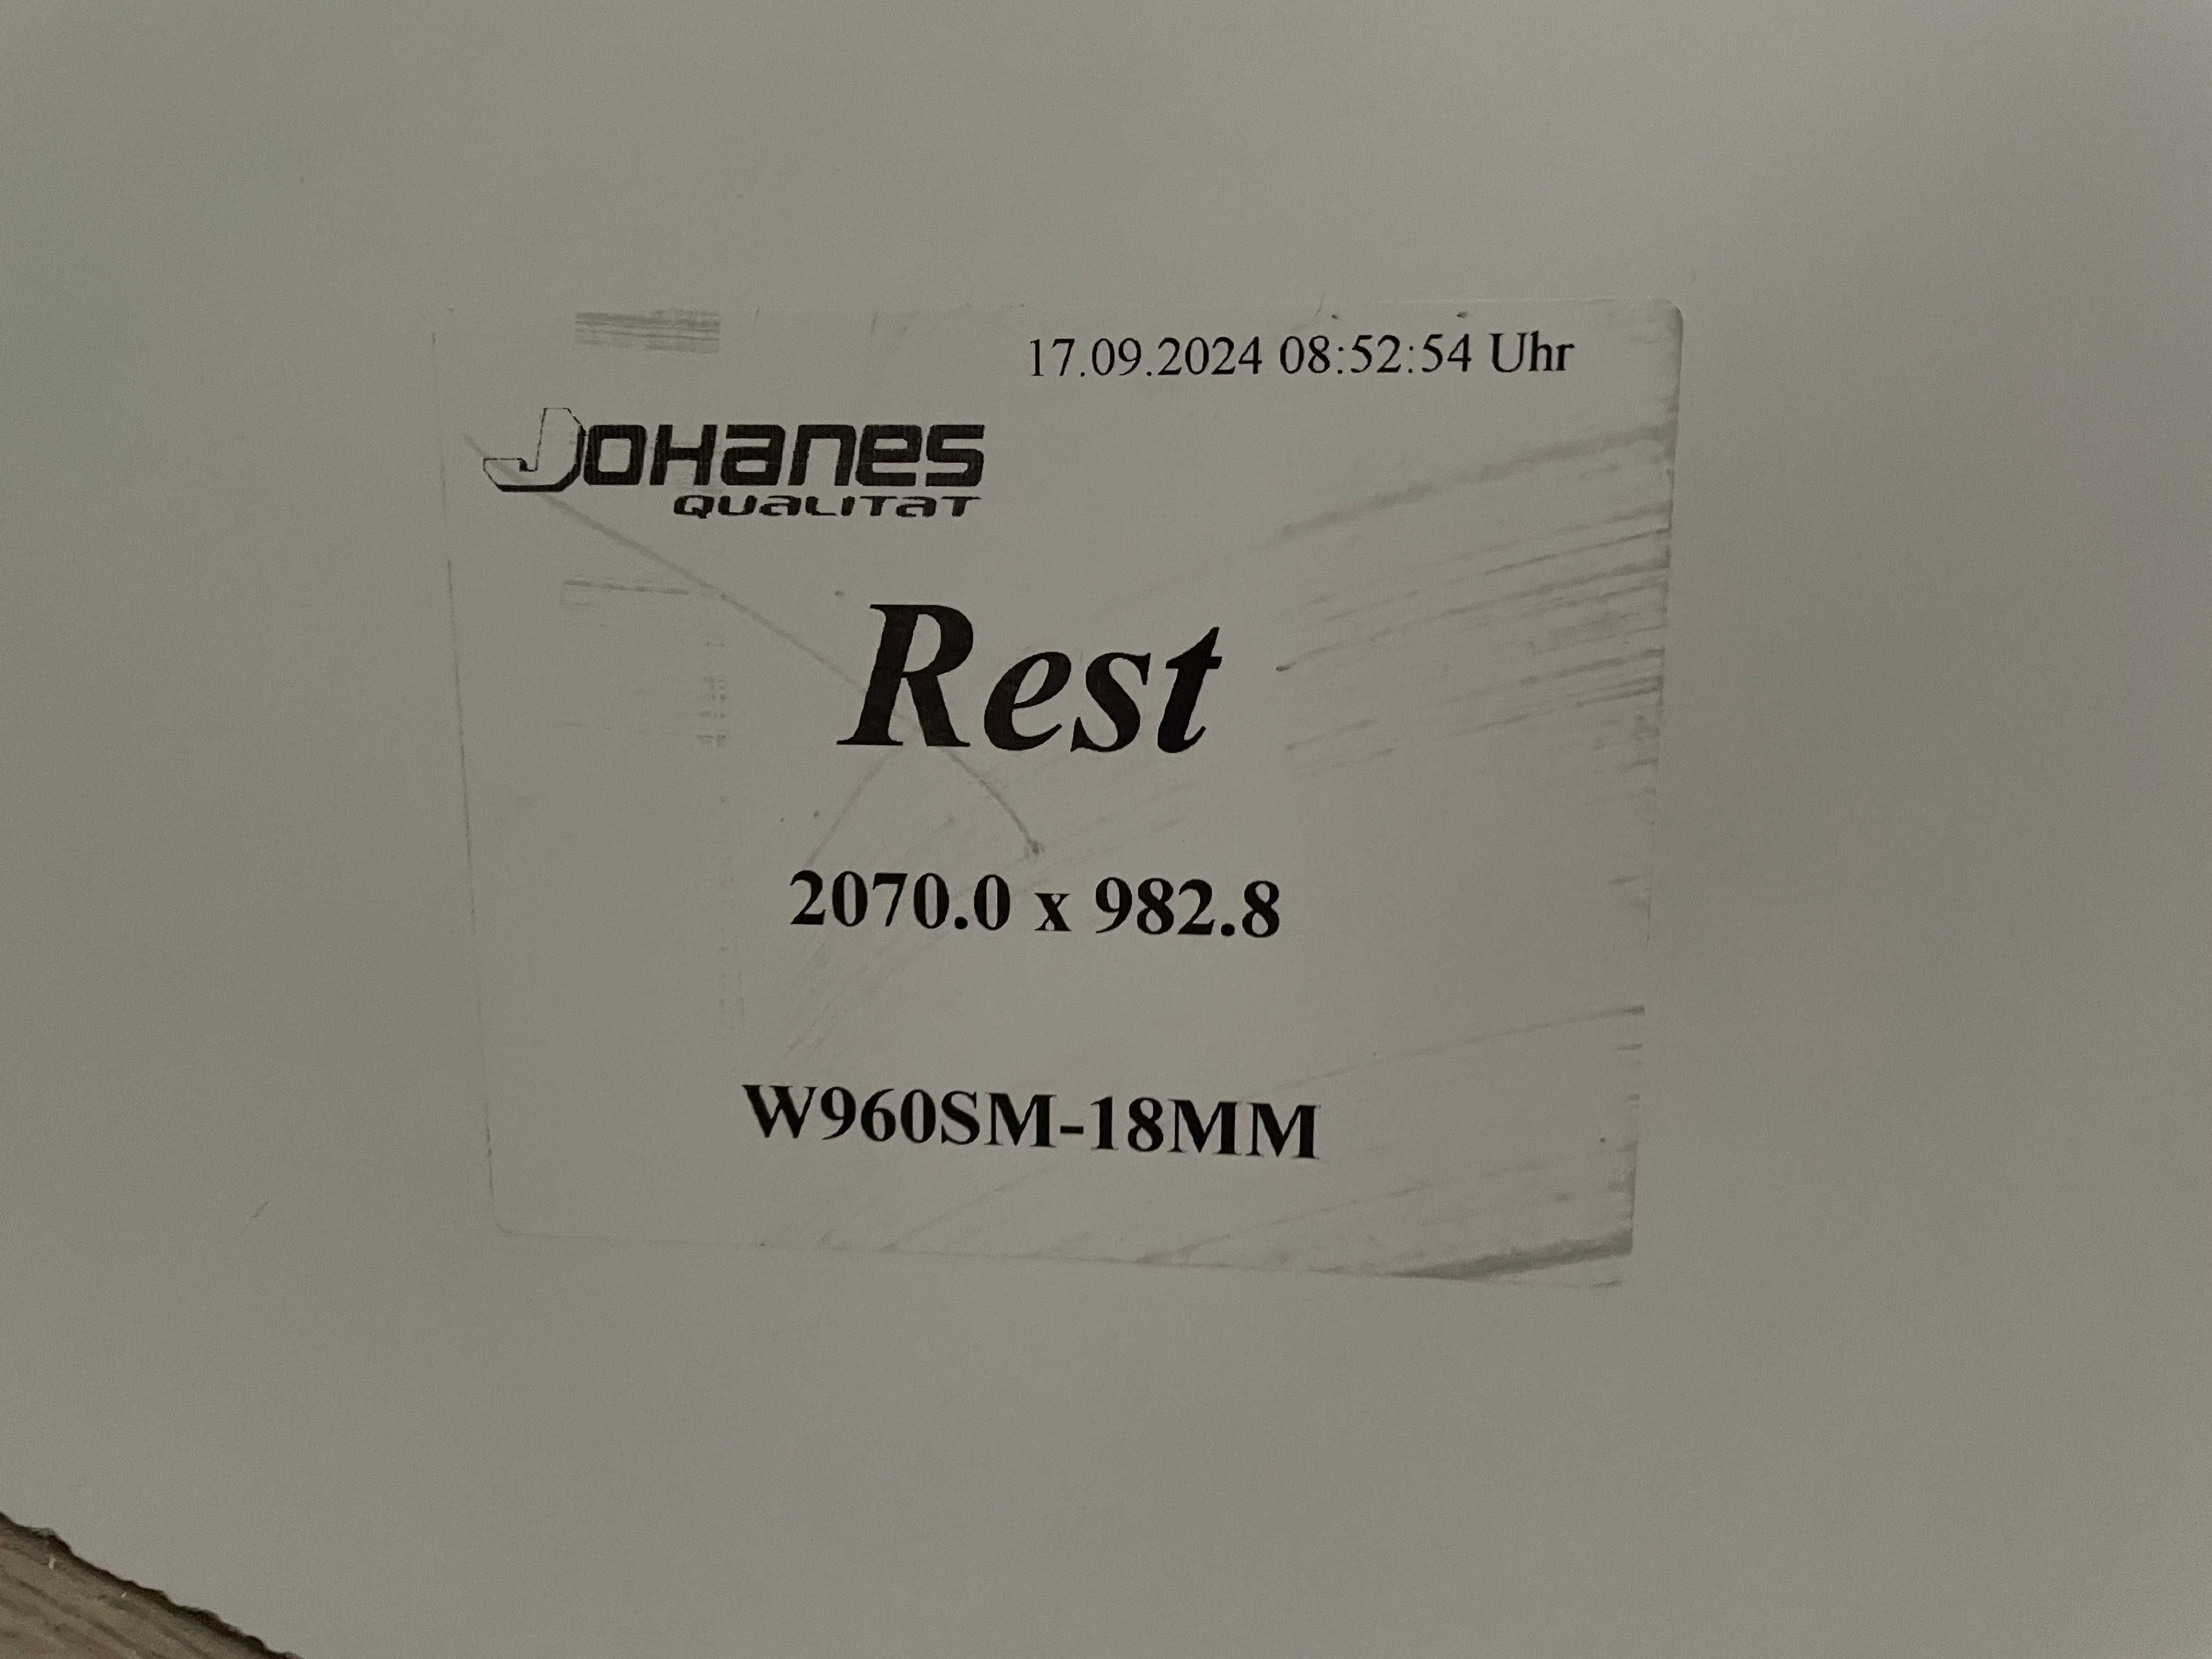 17.09.2024 08:52:54 Uhr
JOHanes
QUaLITaT
Rest
2070.0 x 982.8
W960SM-18MM